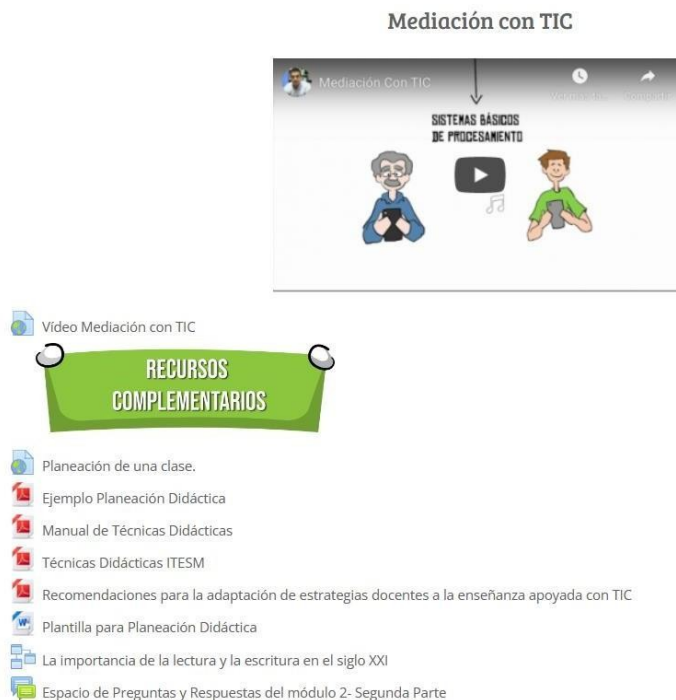 Mediación con TIC
Mediación Con TIC
SISTEMAS BÁSICOS
DE PROCESAMIENTO
Vídeo Mediación con TIC
RECURSOS
COMPLEMENTARIOS
Planeación de una clase.
Ejemplo Planeación Didáctica
Manual de Técnicas Didácticas
Técnicas Didácticas ITESM
Recomendaciones para la adaptación de estrategias docentes a la enseñanza apoyada con TIC
Plantilla para Planeación Didáctica
La importancia de la lectura y la escritura en el siglo XXI
Espacio de Preguntas y Respuestas del módulo 2- Segunda Parte